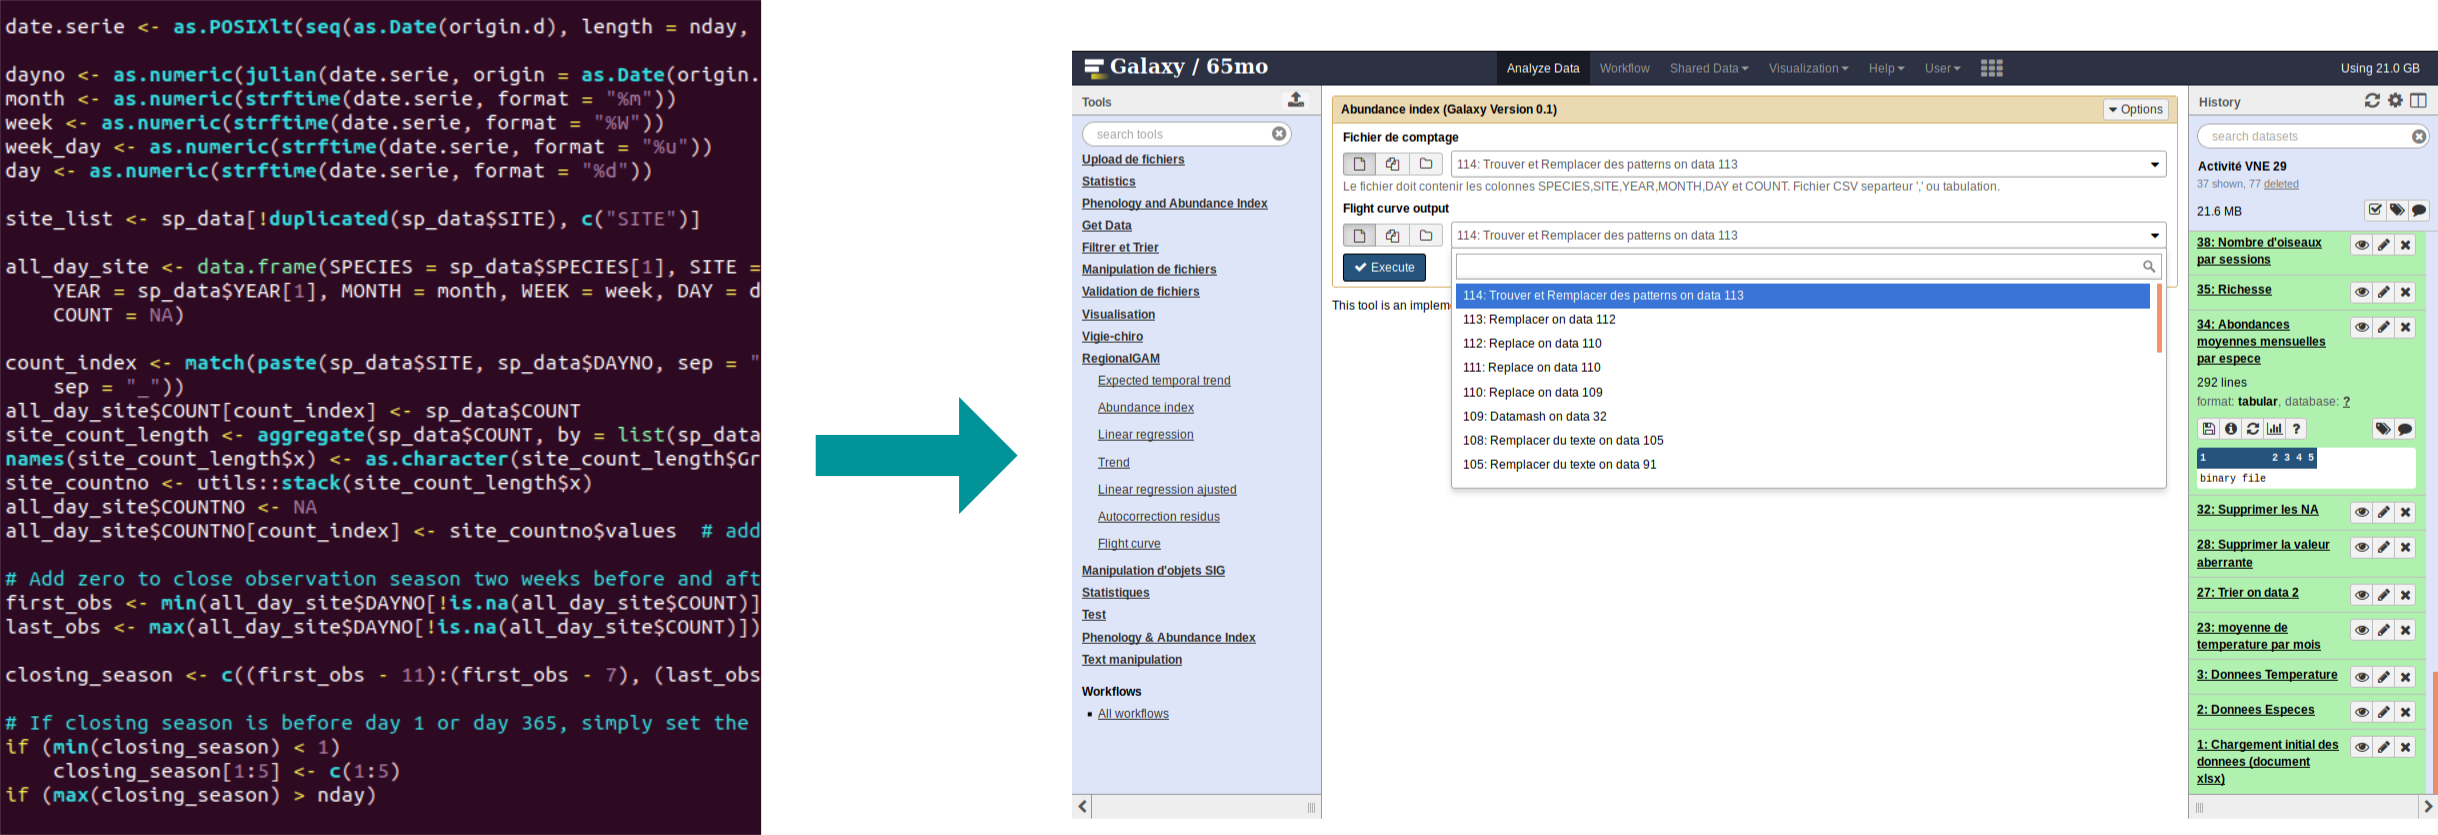 date.serie <- as.POSIXlt(seq(as.Date(origin.d), length = nday,
dayno <- as.numeric(julian(date.serie, origin = as.Date(origin.
month <- as.numeric(strftime(date.serie, format = "%m"))
week <- as.numeric(strftime(date.serie, format = "%W"))
week_day <- as.numeric(strftime(date.serie, format = "%u"))
day <- as.numeric(strftime(date.serie, format = "%d"))
site_list <- sp_data[!duplicated(sp_data$SITE), c("SITE")]
all_day_site <- data.frame(SPECIES = sp_data$SPECIES[1], SITE =
    YEAR = sp_data$YEAR[1], MONTH = month, WEEK = week, DAY = d
    COUNT = NA)
count_index <- match(paste(sp_data$SITE, sp_data$DAYNO, sep = "
    sep = "_"))
all_day_site$COUNT[count_index] <- sp_data$COUNT
site_count_length <- aggregate(sp_data$COUNT, by = list(sp_data
names(site_count_length$x) <- as.character(site_count_length$Gr
site_countno <- utils::stack(site_count_length$x)
all_day_site$COUNTNO <- NA
all_day_site$COUNTNO[count_index] <- site_countno$values  # add
# Add zero to close observation season two weeks before and aft
first_obs <- min(all_day_site$DAYNO[!is.na(all_day_site$COUNT)]
last_obs <- max(all_day_site$DAYNO[!is.na(all_day_site$COUNT)])
closing_season <- c((first_obs - 11):(first_obs - 7), (last_obs
# If closing season is before day 1 or day 365, simply set the
if (min(closing_season) < 1)
    closing_season[1:5] <- c(1:5)
if (max(closing_season) > nday)
Galaxy / 65mo
Analyze Data Workflow Shared Data Visualization Help User
Using 21.0 GB
Tools
search tools
Upload de fichiers
Statistics
Phenology and Abundance Index
Get Data
Filtrer et Trier
Manipulation de fichiers
Validation de fichiers
Visualisation
Vigie-chiro
RegionalGAM
Expected temporal trend
Abundance index
Linear regression
Trend
Linear regression ajusted
Autocorrection residus
Flight curve
Manipulation d'objets SIG
Statistiques
Test
Phenology & Abundance Index
Text manipulation
Workflows
All workflows
Abundance index (Galaxy Version 0.1)
Options
Fichier de comptage
114: Trouver et Remplacer des patterns on data 113
Le fichier doit contenir les colonnes SPECIES,SITE,YEAR,MONTH,DAY et COUNT. Fichier CSV separteur ',' ou tabulation.
Flight curve output
114: Trouver et Remplacer des patterns on data 113
Execute
This tool is an implem
114: Trouver et Remplacer des patterns on data 113
113: Remplacer on data 112
112: Replace on data 110
111: Replace on data 110
110: Replace on data 109
109: Datamash on data 32
108: Remplacer du texte on data 105
105: Remplacer du texte on data 91
History
search datasets
Activité VNE 29
37 shown, 77 deleted
21.6 MB
38: Nombre d'oiseaux
par sessions
35: Richesse
34: Abondances
moyennes mensuelles
par espece
292 lines
format: tabular, database: ?
?
1 2 3 4 5
binary file
32: Supprimer les NA
28: Supprimer la valeur
aberrante
27: Trier on data 2
23: moyenne de
temperature par mois
3: Donnees Temperature
2: Donnees Especes
1: Chargement initial des
donnees (document
xlsx)